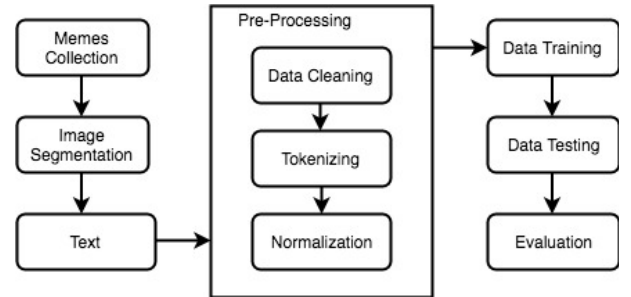 Memes
Collection
Image
Segmentation
Text
Pre-Processing
Data Cleaning
Tokenizing
Normalization
Data Training
Data Testing
Evaluation